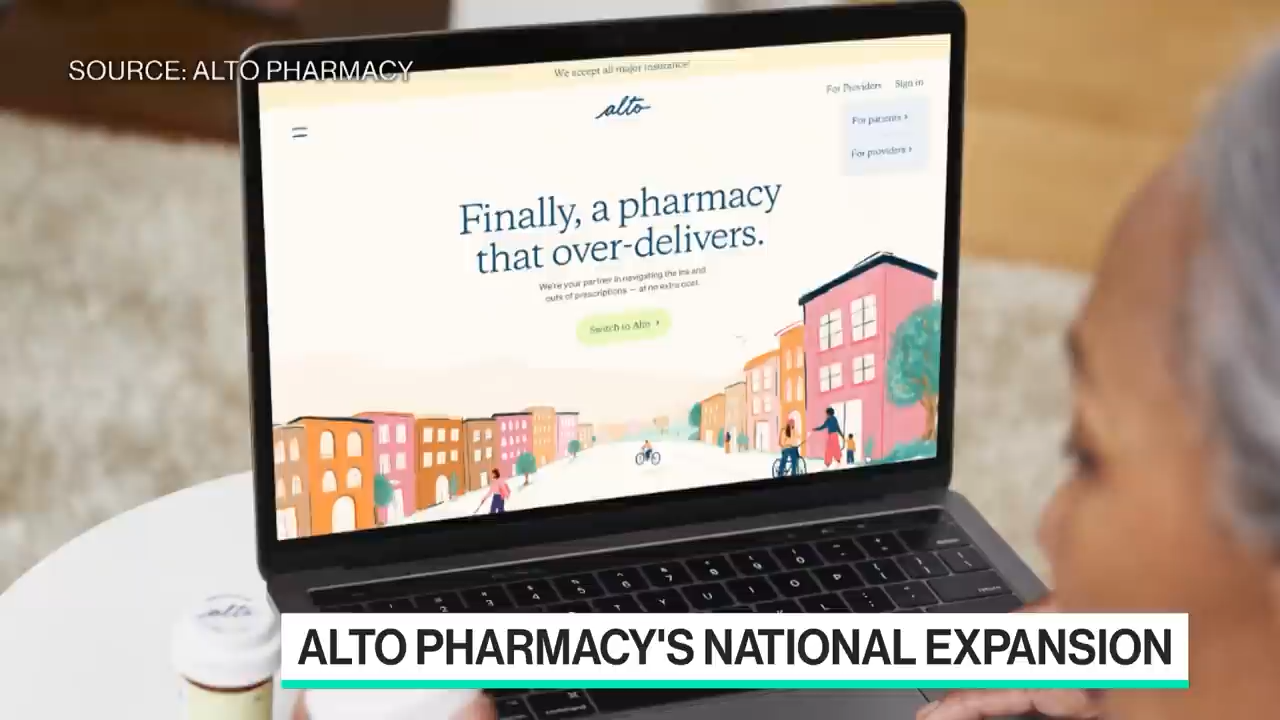 SOURCE: ALTO PHARMACY
We accept all major insurance!
For Providers Sign in
alto
For patients ›
For providers ›
Finally, a pharmacy
that over-delivers.
We're your partner in navigating the ins and
outs of prescriptions — at no extra cost.
Switch to Alto ›
alto
ALTO PHARMACY'S NATIONAL EXPANSION
command